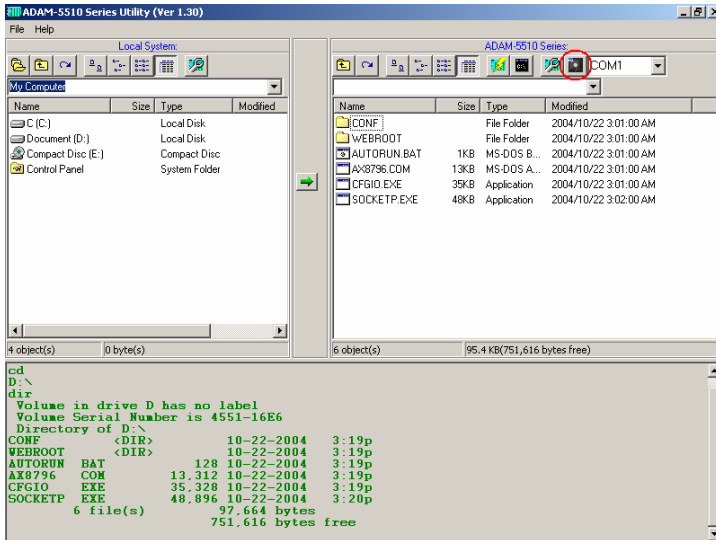 ADAM-5510 Series Utility (Ver 1.30)
File Help
Local System:
ADAM-5510 Series:
COM1
My Computer
Name Size Type Modified
C (C:) Local Disk
Document (D:) Local Disk
Compact Disc (E:) Compact Disc
Control Panel System Folder
Name Size Type Modified
CONF File Folder 2004/10/22 3:01:00 AM
WEBROOT File Folder 2004/10/22 3:01:00 AM
AUTORUN.BAT 1KB MS-DOS B... 2004/10/22 3:01:00 AM
AX8796.COM 13KB MS-DOS A... 2004/10/22 3:01:00 AM
CFGIO.EXE 35KB Application 2004/10/22 3:01:00 AM
SOCKETP.EXE 48KB Application 2004/10/22 3:02:00 AM
4 object(s) 0 byte(s)
6 object(s) 95.4 KB(751,616 bytes free)
cd
D:\
dir
Volume in drive D has no label
Volume Serial Number is 4551-16E6
Directory of D:\
CONF <DIR> 10-22-2004 3:19p
WEBROOT <DIR> 10-22-2004 3:19p
AUTORUN BAT 128 10-22-2004 3:19p
AX8796 COM 13,312 10-22-2004 3:19p
CFGIO EXE 35,328 10-22-2004 3:19p
SOCKETP EXE 48,896 10-22-2004 3:20p
6 file(s) 97,664 bytes
751,616 bytes free